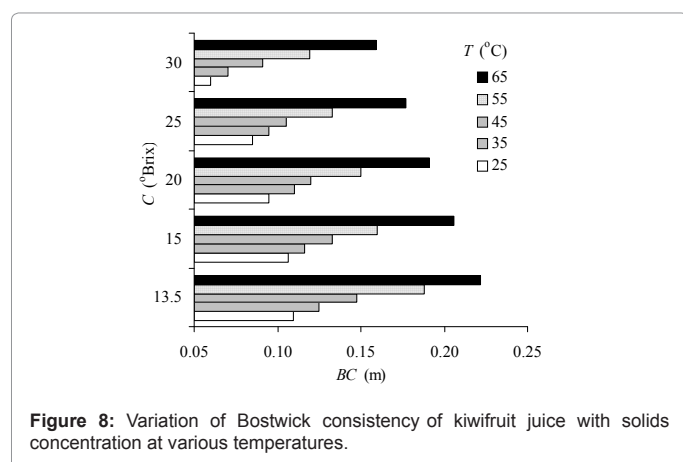 T (°C)
65
55
45
35
25
30
25
20
15
13.5
C (°Brix)
0.05 0.10 0.15 0.20 0.25
BC (m)
Figure 8: Variation of Bostwick consistency of kiwifruit juice with solids
concentration at various temperatures.